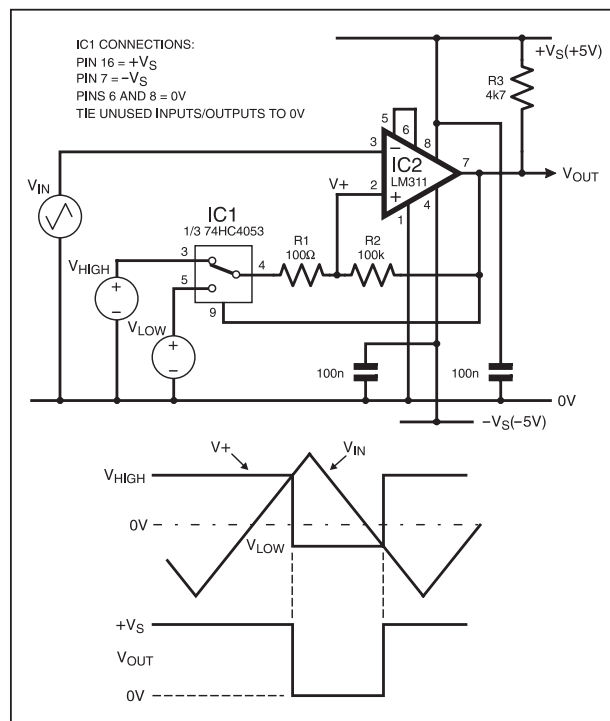 IC1 CONNECTIONS:
PIN 16 = +VS
PIN 7 = –VS
PINS 6 AND 8 = 0V
TIE UNUSED INPUTS/OUTPUTS TO 0V
+VS(+5V)
R3
4k7
5
6
8
3
–
IC2
LM311
7
VOUT
V+
2
+
1
4
VIN
IC1
1/3 74HC4053
R1
100Ω
R2
100k
VHIGH
3
4
5
9
+
–
VLOW
+
–
100n
100n
0V
–VS(–5V)
V+
VIN
VHIGH
0V
VLOW
+VS
VOUT
0V